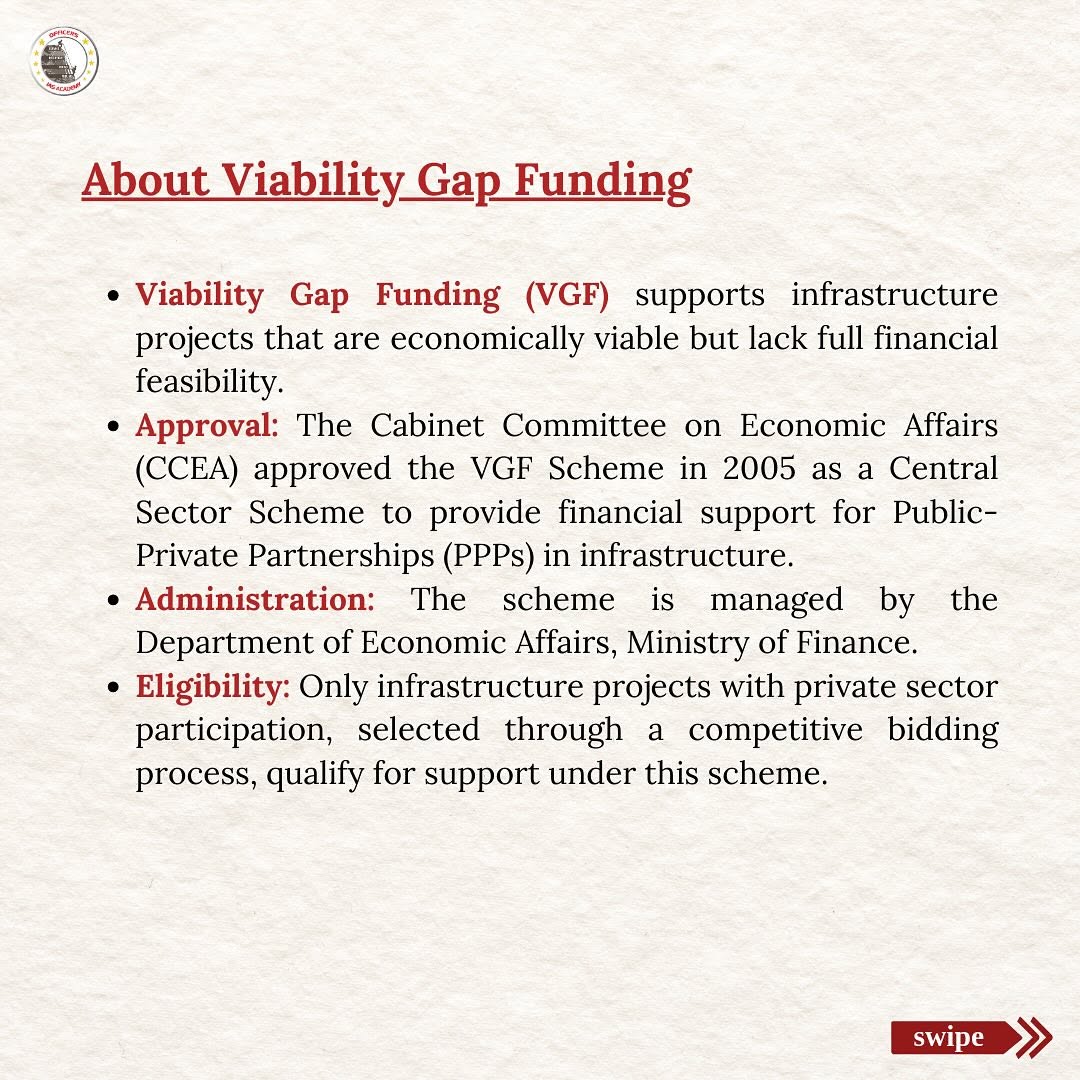 OFFICERS
IAS ACADEMY
About Viability Gap Funding
• Viability Gap Funding (VGF) supports infrastructure
projects that are economically viable but lack full financial
feasibility.
• Approval: The Cabinet Committee on Economic Affairs
(CCEA) approved the VGF Scheme in 2005 as a Central
Sector Scheme to provide financial support for Public-
Private Partnerships (PPPs) in infrastructure.
• Administration: The scheme is managed by the
Department of Economic Affairs, Ministry of Finance.
• Eligibility: Only infrastructure projects with private sector
participation, selected through a competitive bidding
process, qualify for support under this scheme.
swipe